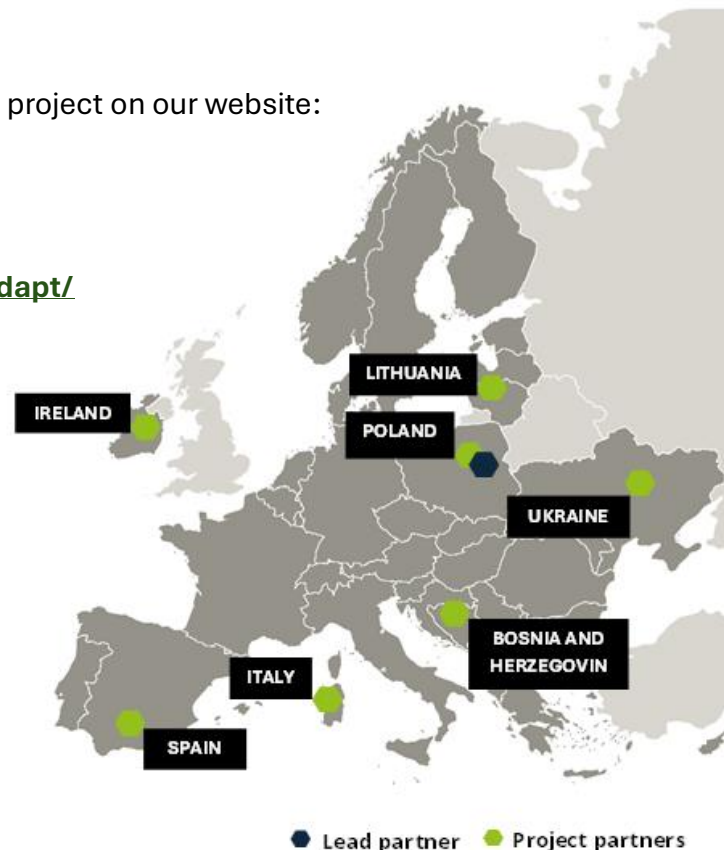 project on our website:
dapt/
LITHUANIA
IRELAND
POLAND
UKRAINE
BOSNIA AND
HERZEGOVIN
ITALY
SPAIN
Lead partner Project partners